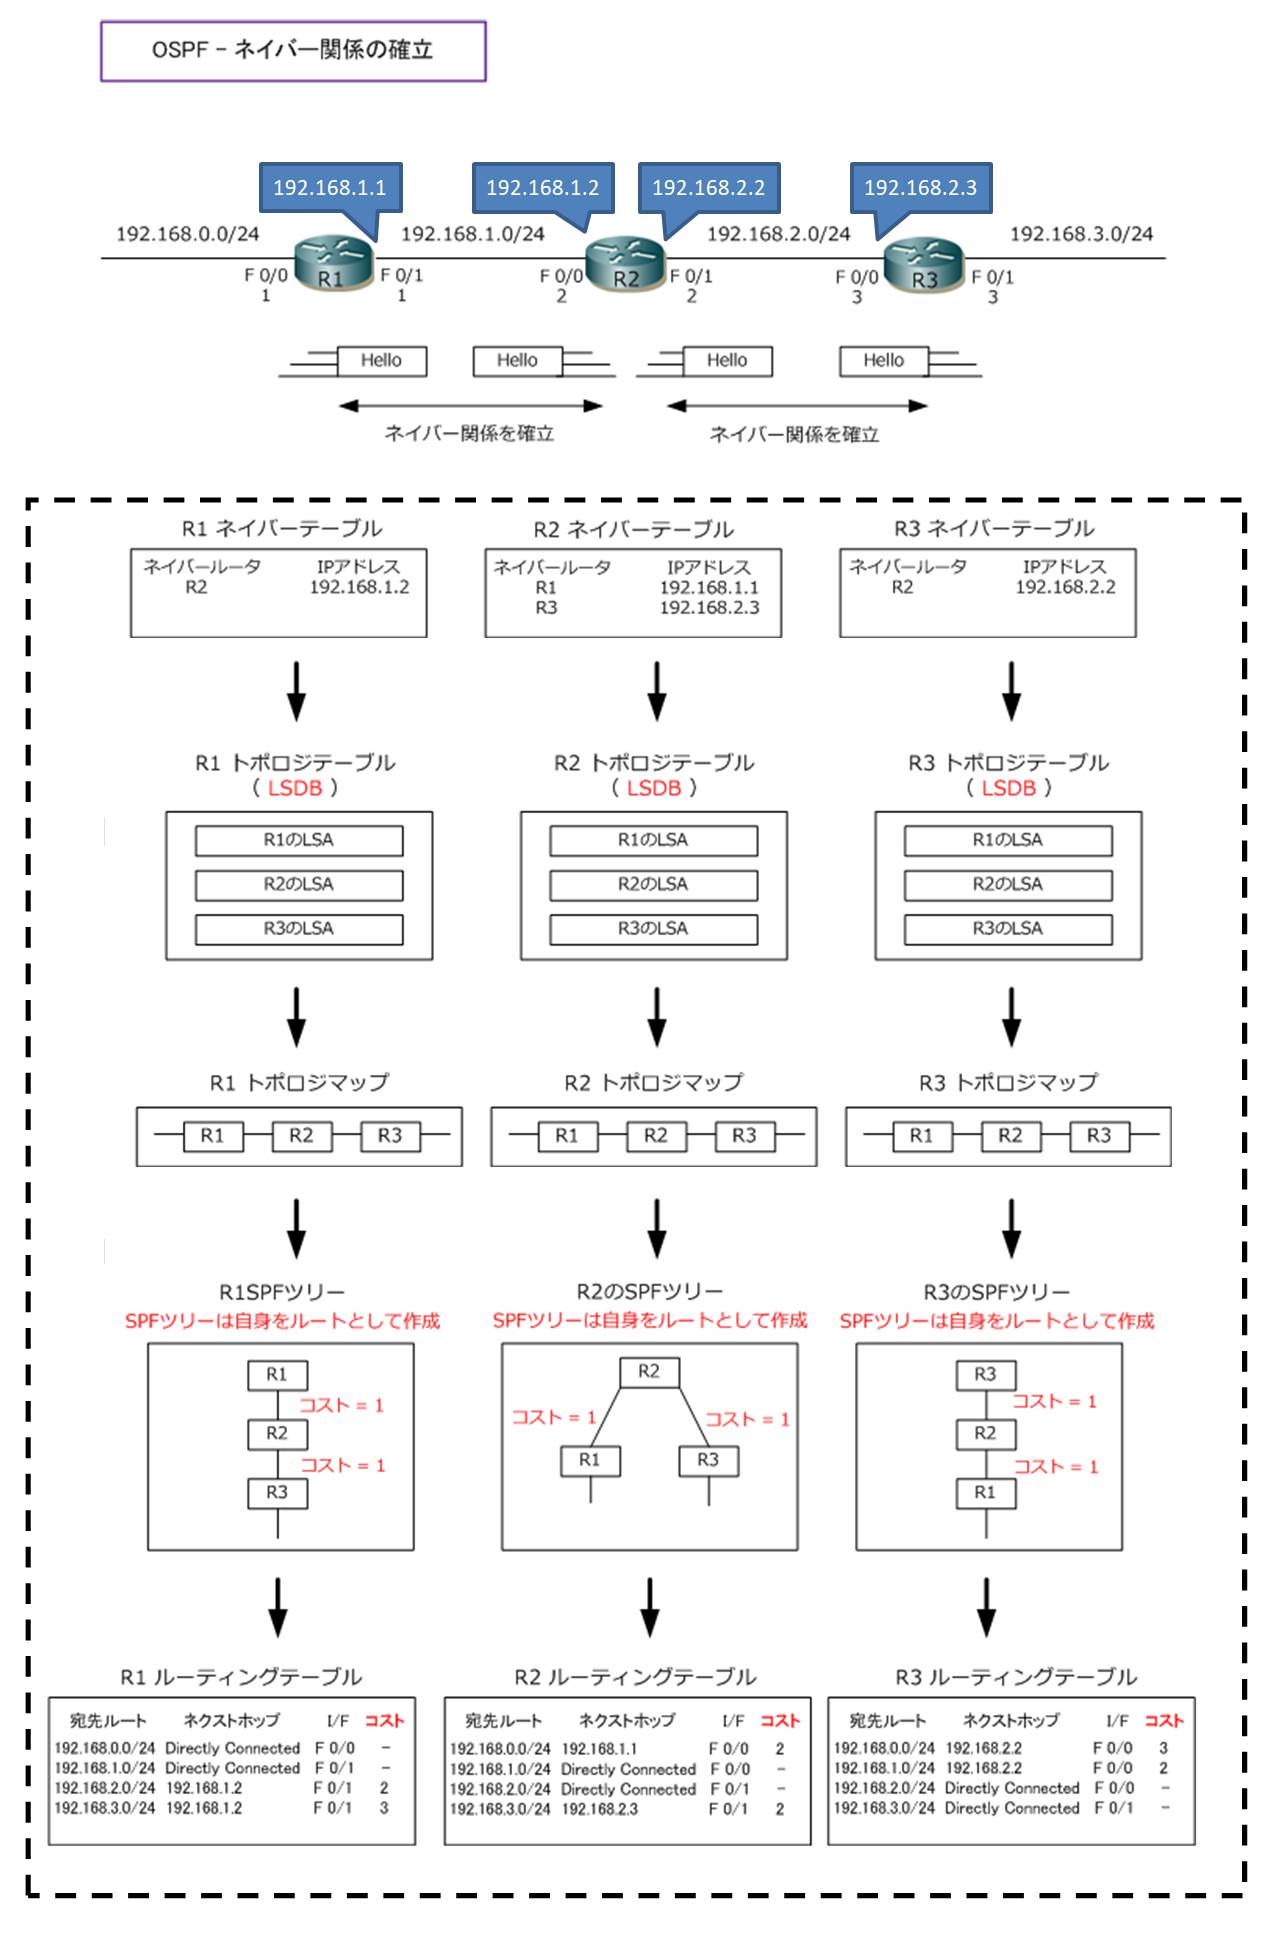 OSPF − ネイバー関係の確立
192.168.1.1 192.168.1.2 192.168.2.2 192.168.2.3
192.168.0.0/24 192.168.1.0/24 192.168.2.0/24 192.168.3.0/24
R1 R2 R3
F 0/0 F 0/1 F 0/0 F 0/1 F 0/0 F 0/1
1 1 2 2 3 3
Hello Hello Hello Hello
ネイバー関係を確立 ネイバー関係を確立
R1 ネイバーテーブル
ネイバールータ IPアドレス
R2 192.168.1.2
R2 ネイバーテーブル
ネイバールータ IPアドレス
R1 192.168.1.1
R3 192.168.2.3
R3 ネイバーテーブル
ネイバールータ IPアドレス
R2 192.168.2.2
R1 トポロジテーブル
( LSDB )
R1のLSA
R2のLSA
R3のLSA
R2 トポロジテーブル
( LSDB )
R1のLSA
R2のLSA
R3のLSA
R3 トポロジテーブル
( LSDB )
R1のLSA
R2のLSA
R3のLSA
R1 トポロジマップ
R1 R2 R3
R2 トポロジマップ
R1 R2 R3
R3 トポロジマップ
R1 R2 R3
R1SPFツリー
SPFツリーは自身をルートとして作成
R1
コスト = 1
R2
コスト = 1
R3
R2のSPFツリー
SPFツリーは自身をルートとして作成
R2
コスト = 1 コスト = 1
R1 R3
R3のSPFツリー
SPFツリーは自身をルートとして作成
R3
コスト = 1
R2
コスト = 1
R1
R1 ルーティングテーブル
宛先ルート ネクストホップ I/F コスト
192.168.0.0/24 Directly Connected F 0/0 −
192.168.1.0/24 Directly Connected F 0/1 −
192.168.2.0/24 192.168.1.2 F 0/1 2
192.168.3.0/24 192.168.1.2 F 0/1 3
R2 ルーティングテーブル
宛先ルート ネクストホップ I/F コスト
192.168.0.0/24 192.168.1.1 F 0/0 2
192.168.1.0/24 Directly Connected F 0/0 −
192.168.2.0/24 Directly Connected F 0/1 −
192.168.3.0/24 192.168.2.3 F 0/1 2
R3 ルーティングテーブル
宛先ルート ネクストホップ I/F コスト
192.168.0.0/24 192.168.2.2 F 0/0 3
192.168.1.0/24 192.168.2.2 F 0/0 2
192.168.2.0/24 Directly Connected F 0/0 −
192.168.3.0/24 Directly Connected F 0/1 −